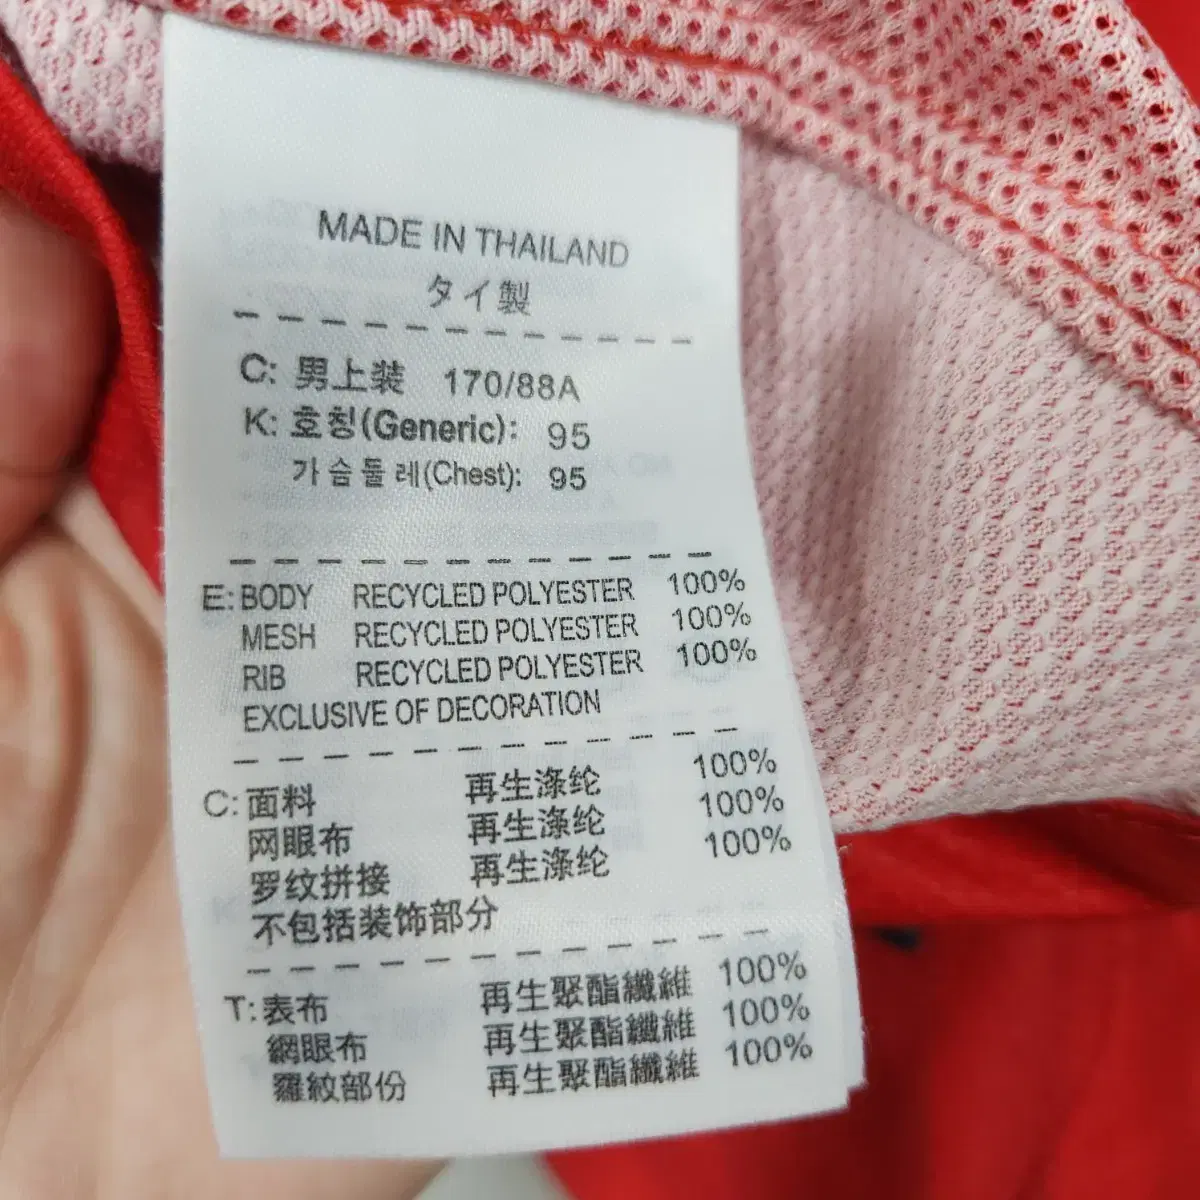 MADE IN THAILAND
タイ製
C: 男上装 170/88A
K: 호칭(Generic): 95
가슴둘레(Chest): 95
E: BODY RECYCLED POLYESTER 100%
MESH RECYCLED POLYESTER 100%
RIB RECYCLED POLYESTER 100%
EXCLUSIVE OF DECORATION
C: 面料 再生涤纶 100%
网眼布 再生涤纶 100%
罗纹拼接 再生涤纶 100%
不包括装饰部分
T: 表布 再生聚酯纖維 100%
網眼布 再生聚酯纖維 100%
羅紋部份 再生聚酯纖維 100%